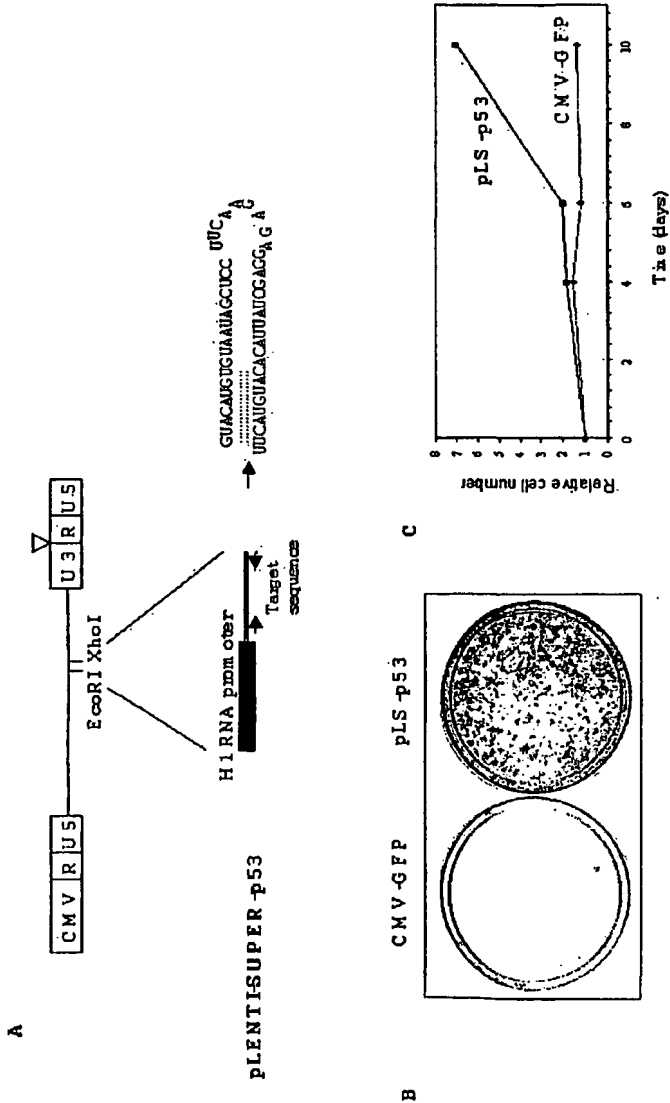 A
CMV R U5
U3 R U5
EcoRI XhoI
H1RNA promoter
Target
sequence
GUACAUGUGUAAUAGCUCC UUC A A G A G A
UUCAUGUACACAUUAUCGAGG
pLENTI-SUPER-p53
B
CMV-GFP
pLS-p53
C
Relative cell number
8
7
6
5
4
3
2
1
0
pLS-p53
CMV-GFP
0
2
4
6
8
10
Time (days)